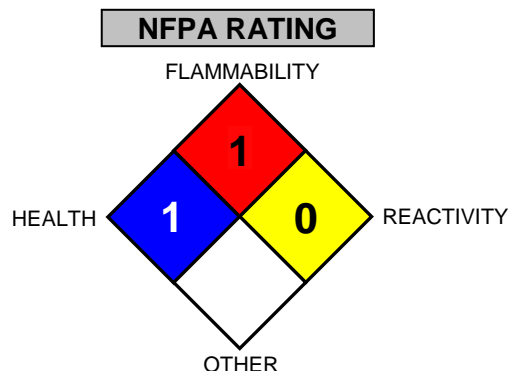 NFPA RATING
FLAMMABILITY
1
HEALTH 1 0 REACTIVITY
OTHER